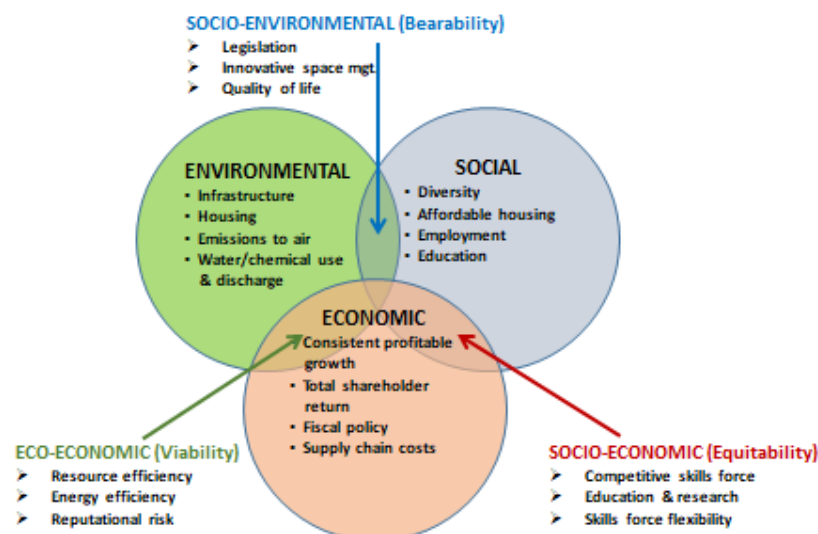 SOCIO-ENVIRONMENTAL (Bearability)
➤ Legislation
➤ Innovative space mgt.
➤ Quality of life
ENVIRONMENTAL
• Infrastructure
• Housing
• Emissions to air
• Water/chemical use
& discharge
SOCIAL
• Diversity
• Affordable housing
• Employment
• Education
ECONOMIC
Consistent profitable
growth
• Total shareholder
return
• Fiscal policy
• Supply chain costs
ECO-ECONOMIC (Viability)
➤ Resource efficiency
➤ Energy efficiency
➤ Reputational risk
SOCIO-ECONOMIC (Equitability)
➤ Competitive skills force
➤ Education & research
➤ Skills force flexibility